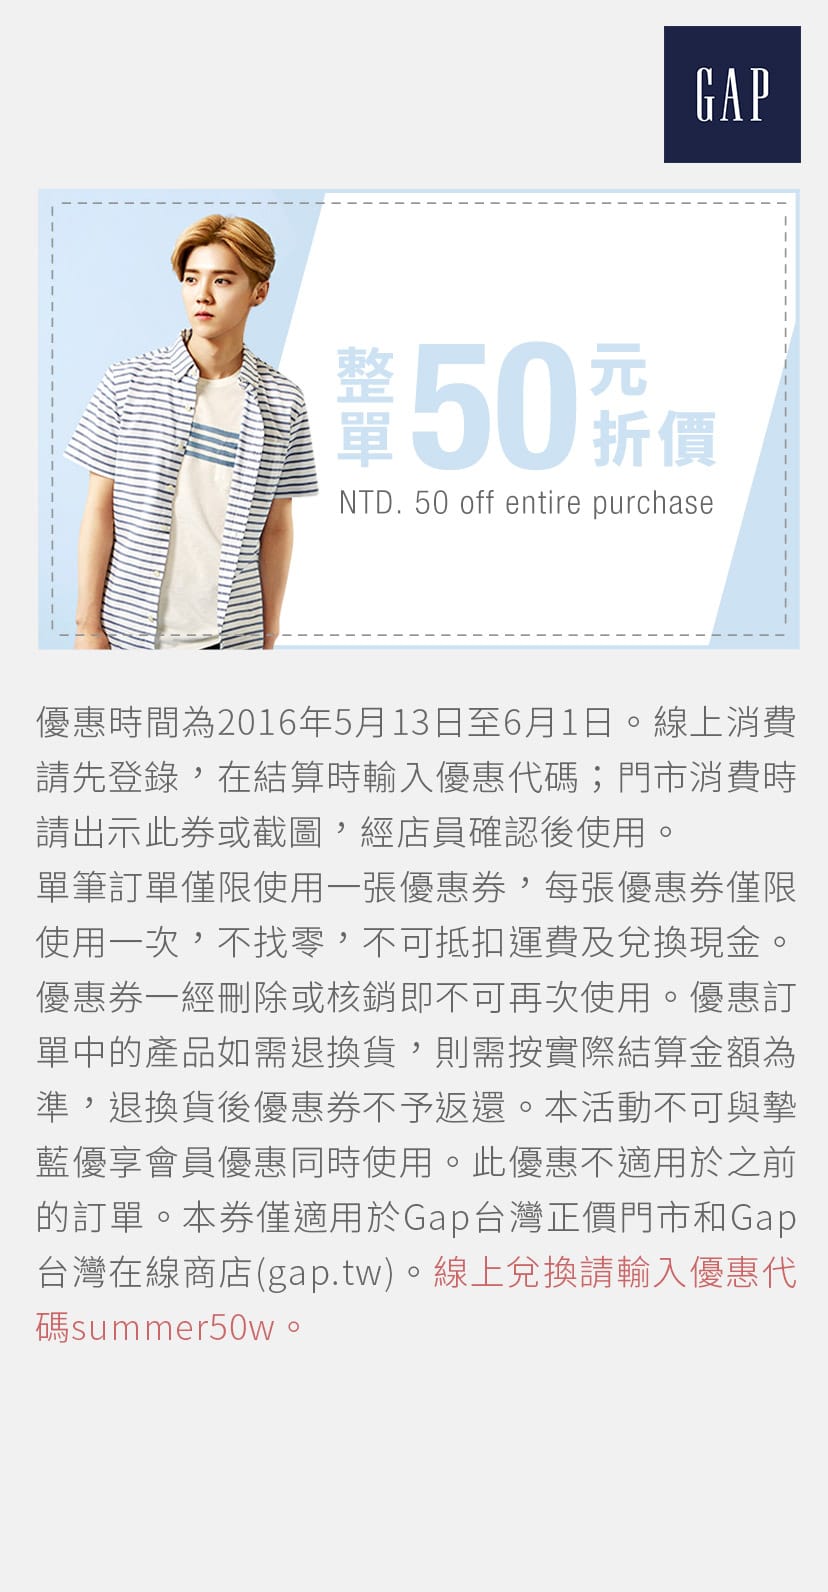 GAP
整單50元折價
NTD. 50 off entire purchase
優惠時間為2016年5月13日至6月1日。線上消費
請先登錄，在結算時輸入優惠代碼；門市消費時
請出示此券或截圖，經店員確認後使用。
單筆訂單僅限使用一張優惠券，每張優惠券僅限
使用一次，不找零，不可抵扣運費及兌換現金。
優惠券一經刪除或核銷即不可再次使用。優惠訂
單中的產品如需退換貨，則需按實際結算金額為
準，退換貨後優惠券不予返還。本活動不可與摯
藍優享會員優惠同時使用。此優惠不適用於之前
的訂單。本券僅適用於Gap台灣正價門市和Gap
台灣在線商店(gap.tw)。線上兌換請輸入優惠代
碼summer50w。